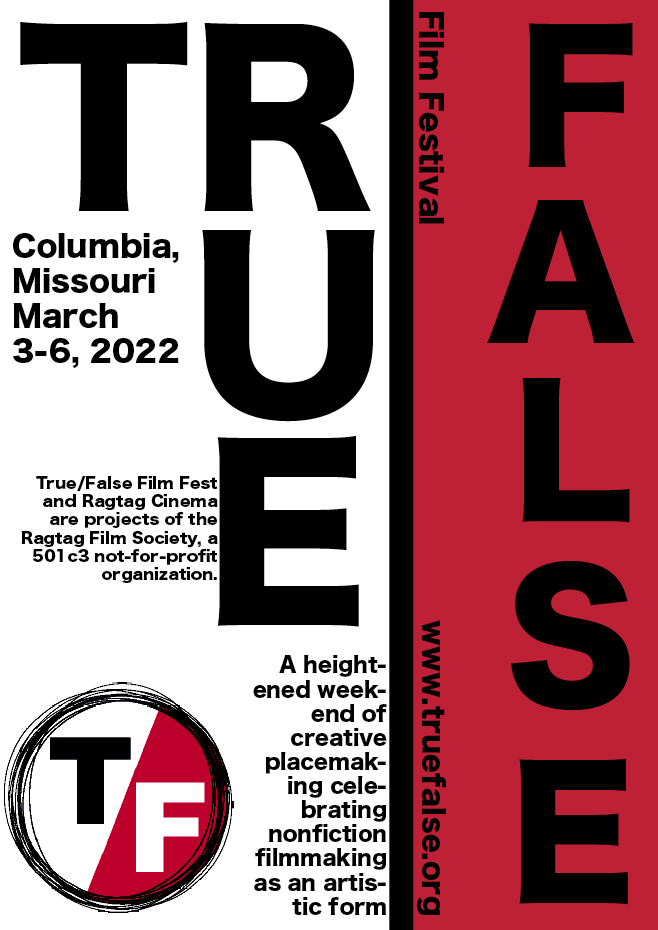 TR
U
E
Columbia,
Missouri
March
3-6, 2022
True/False Film Fest
and Ragtag Cinema
are projects of the
Ragtag Film Society, a
501c3 not-for-profit
organization.
A height-
ened week-
end of
creative
placemak-
ing cele-
brating
nonfiction
filmmaking
as an artis-
tic form
T
F
Film Festival
www.truefalse.org
F
A
L
S
E